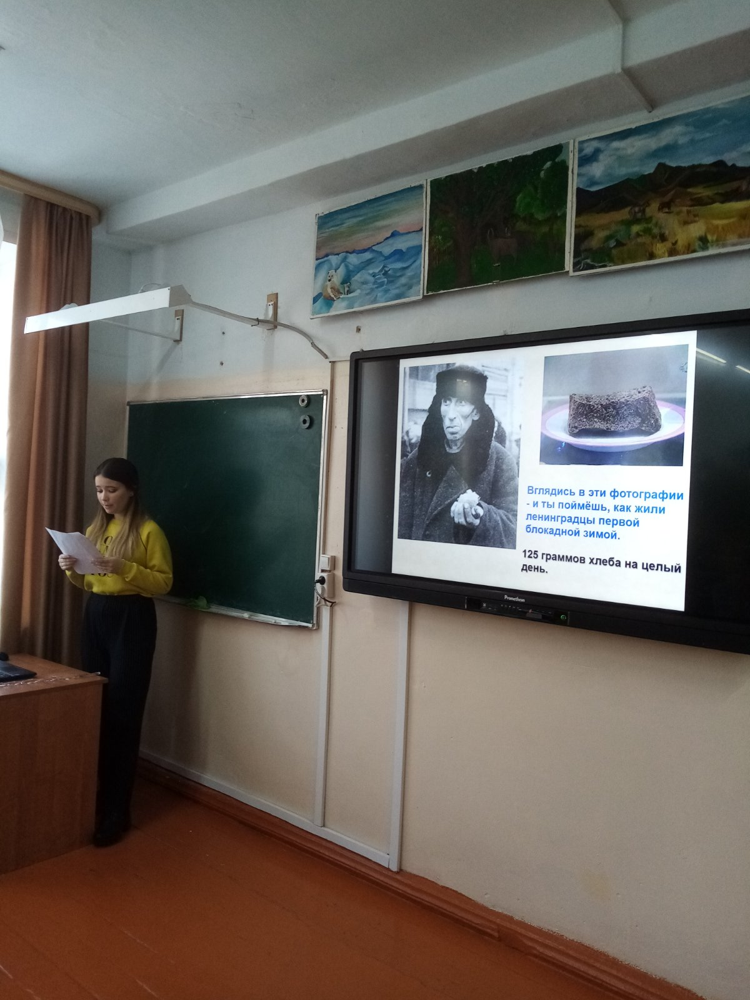 Вглядись в эти фотографии
- и ты поймёшь, как жили
ленинградцы первой
блокадной зимой.
125 граммов хлеба на целый
день.
Promethean